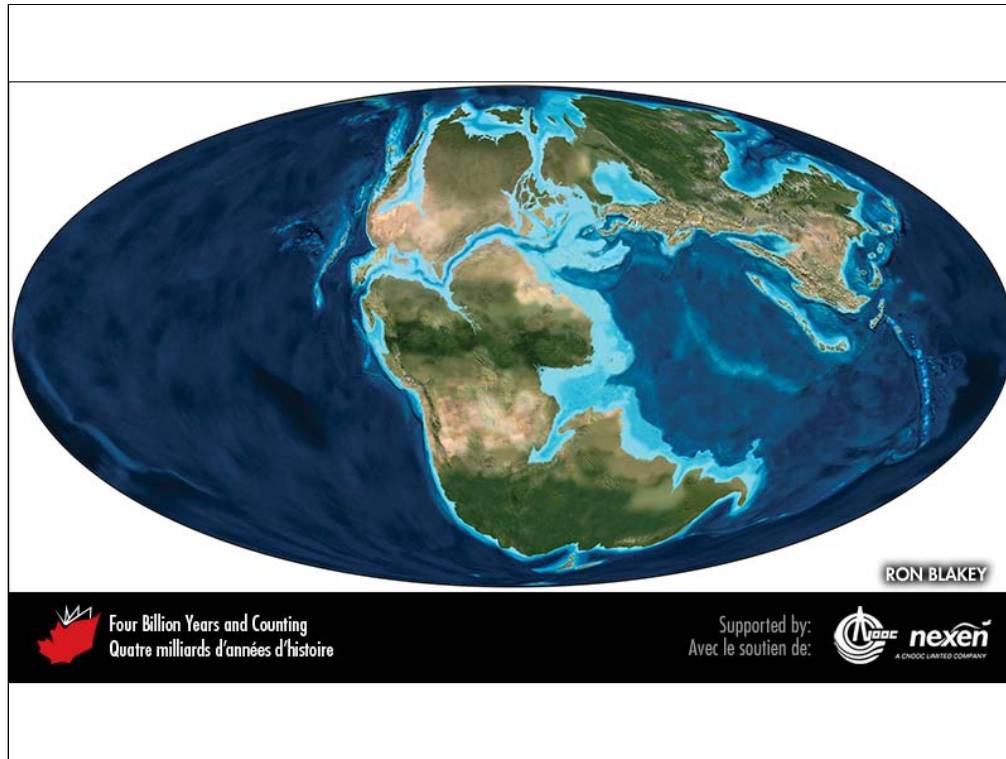 RON BLAKEY
Four Billion Years and Counting
Quatre milliards d'années d'histoire
Supported by:
Avec le soutien de:
CNOOC
nexen
A CNOOC LIMITED COMPANY